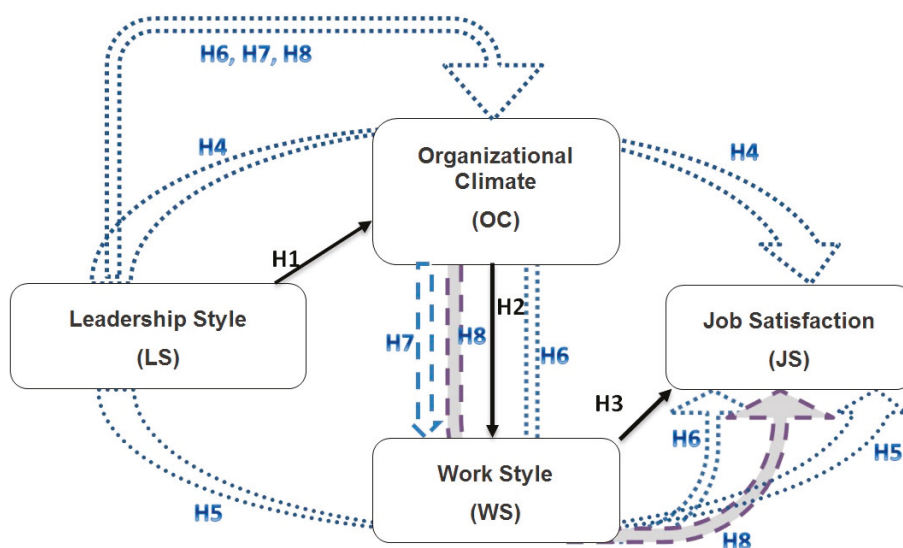 H6, H7, H8
H4
Organizational
Climate
(OC)
H4
H1
Leadership Style
(LS)
H7
H8
H2
H6
Job Satisfaction
(JS)
H3
Work Style
(WS)
H5
H6
H5
H8